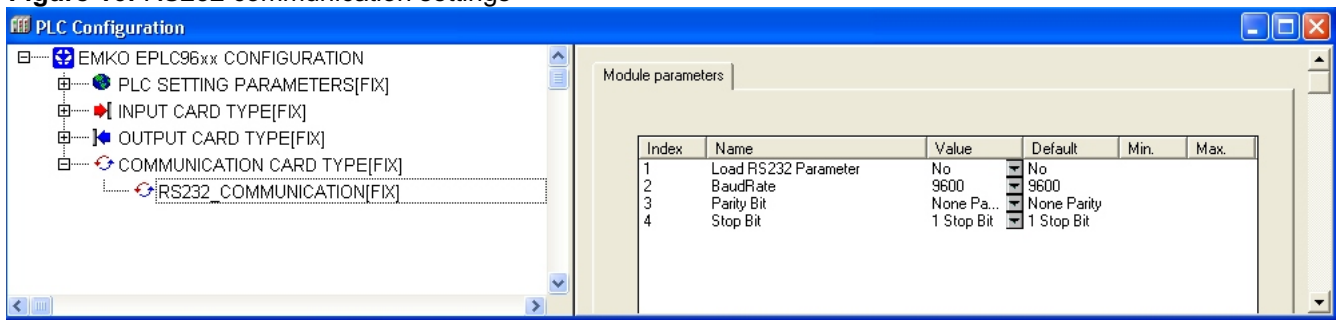 Figure 10: RS232 communication settings
PLC Configuration
EMKO EPLC96xx CONFIGURATION
PLC SETTING PARAMETERS[FIX]
INPUT CARD TYPE[FIX]
OUTPUT CARD TYPE[FIX]
COMMUNICATION CARD TYPE[FIX]
RS232_COMMUNICATION[FIX]
Module parameters
Index Name Value Default Min. Max.
1 Load RS232 Parameter No No
2 BaudRate 9600 9600
3 Parity Bit None Pa... None Parity
4 Stop Bit 1 Stop Bit 1 Stop Bit